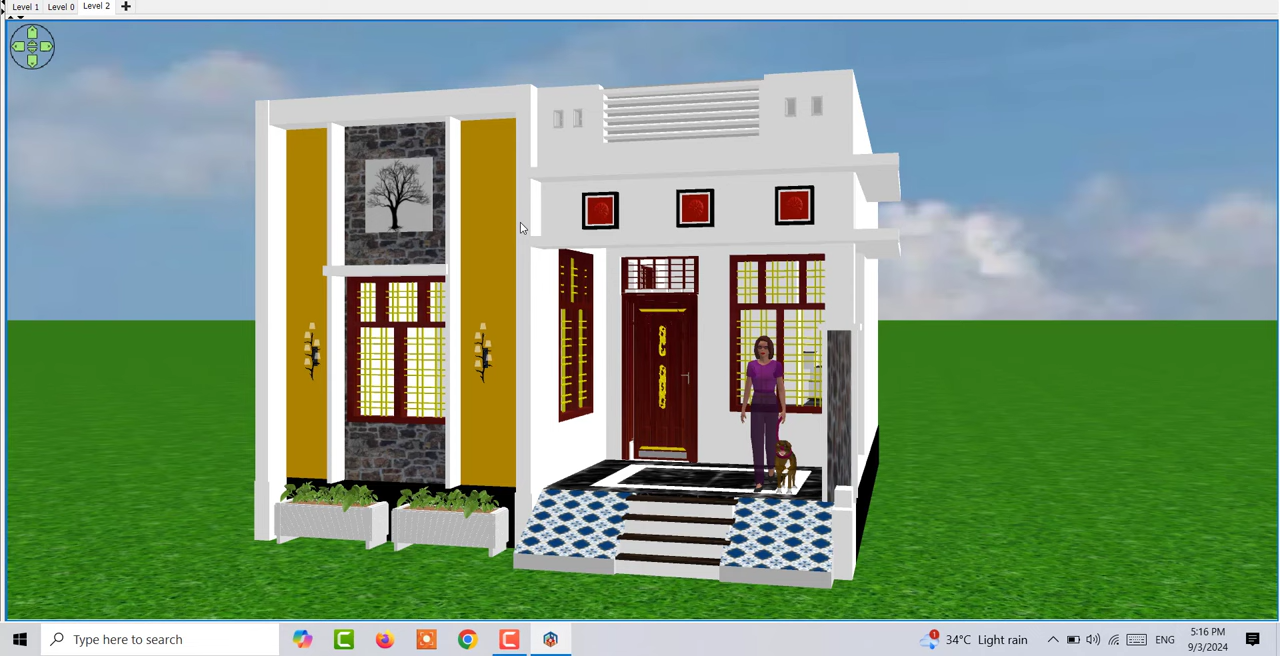 Level 1 Level 0 Level 2
Type here to search
34°C Light rain
ENG
5:16 PM
9/3/2024
1